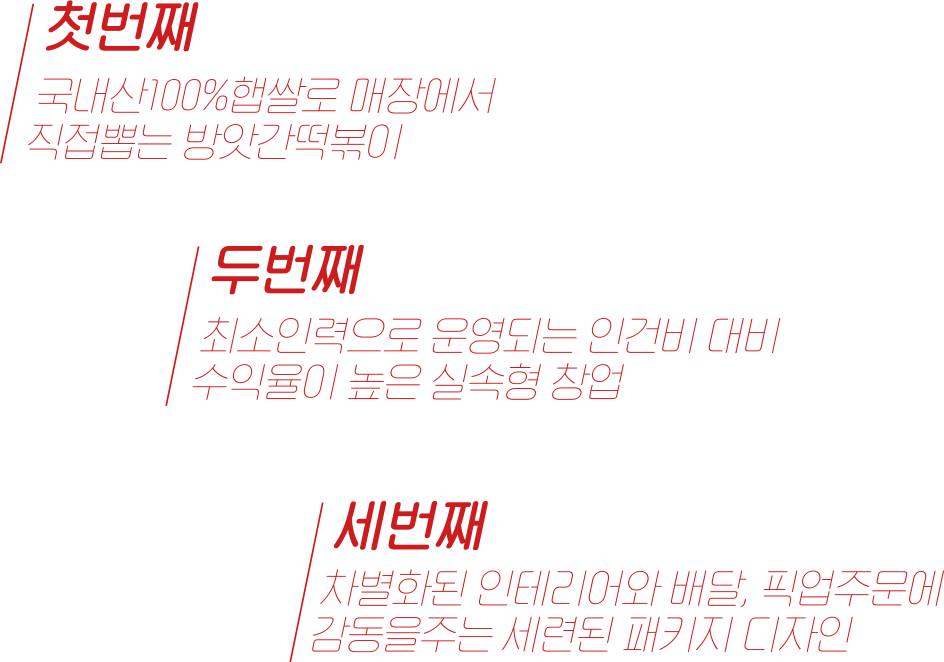 첫번째
국내산100%햅쌀로 매장에서
직접뽑는 방앗간떡볶이
두번째
최소인력으로 운영되는 인건비 대비
수익율이 높은 실속형 창업
세번째
차별화된 인테리어와 배달, 픽업주문에
감동을주는 세련된 패키지 디자인